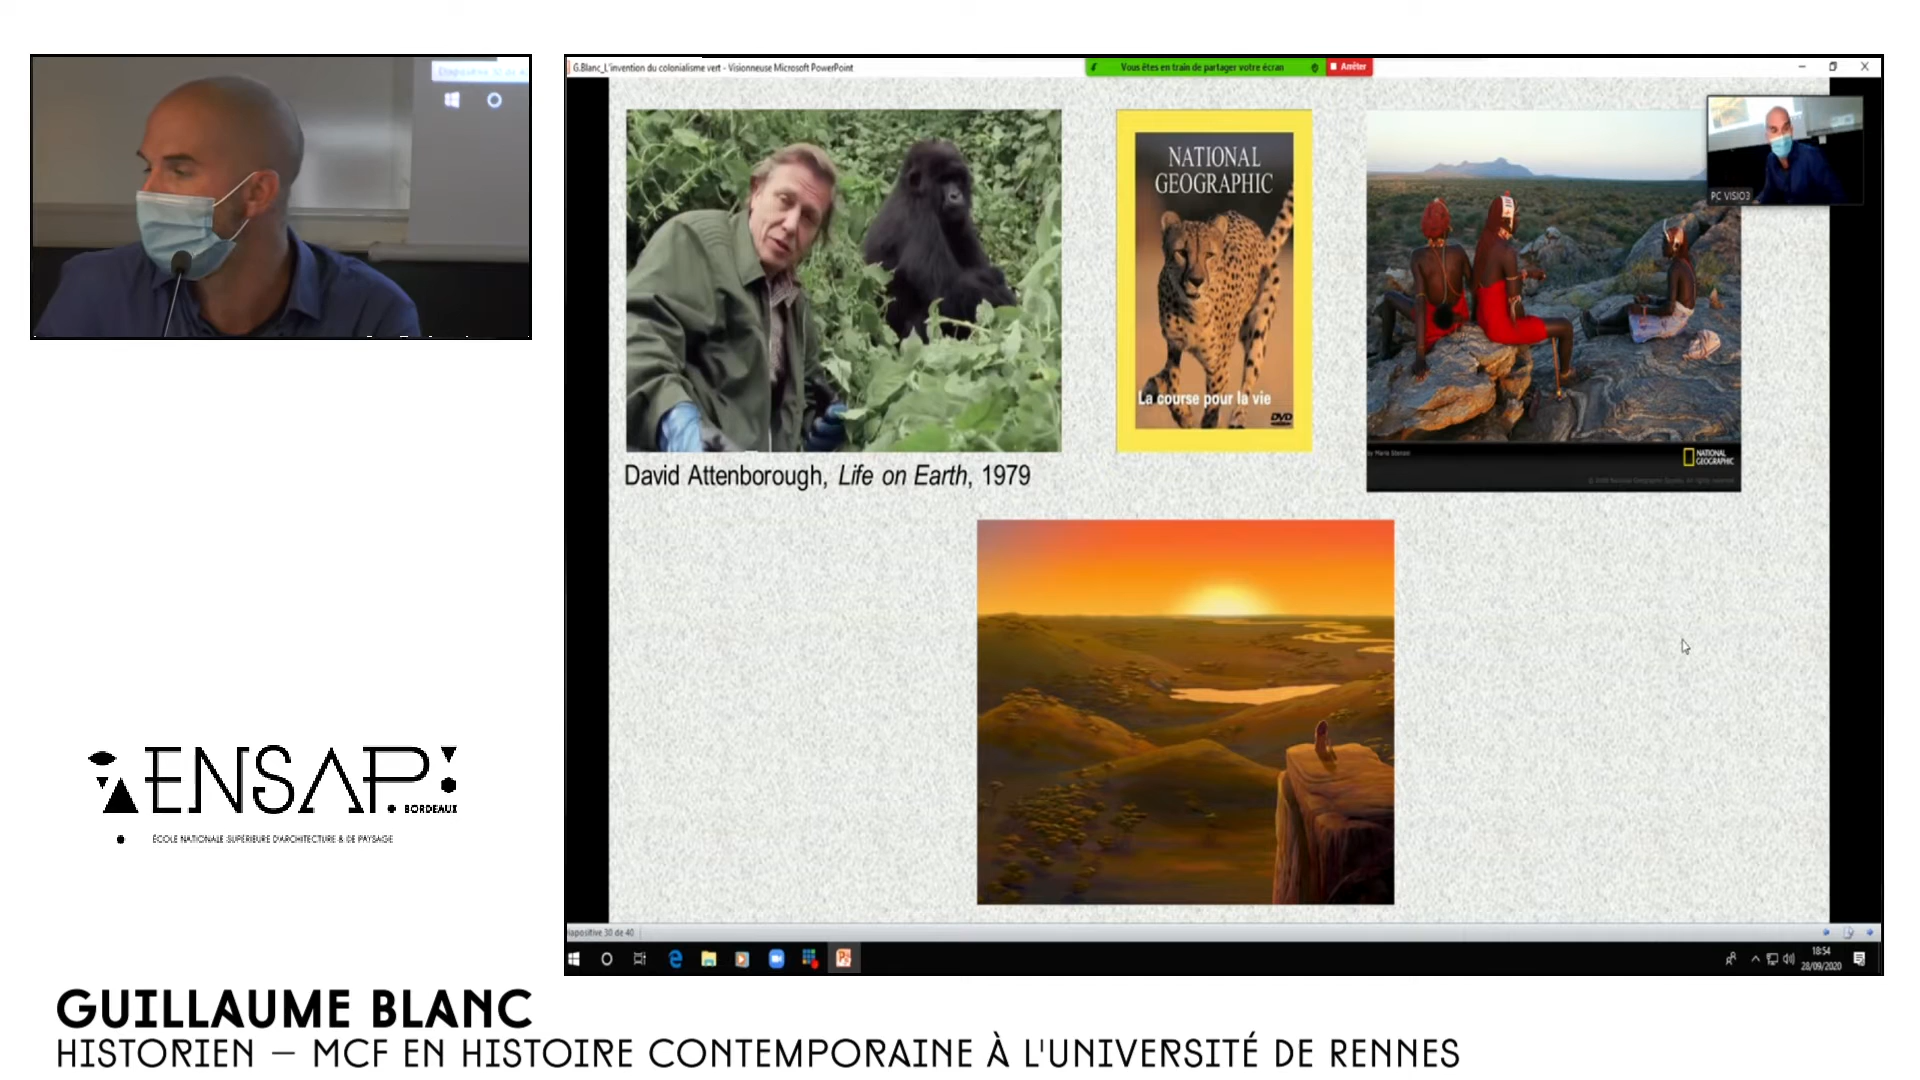 G.Blanc_L'invention du colonialisme vert - Visionneuse Microsoft PowerPoint
Vous êtes en train de partager votre écran
Arrêter
PC VISIO3
NATIONAL
GEOGRAPHIC
La course pour la vie
DVD
NATIONAL
GEOGRAPHIC
David Attenborough, Life on Earth, 1979
iapositive 30 de 40
18:54
28/09/2020
ENSAP
BORDEAUX
ÉCOLE NATIONALE SUPÉRIEURE D'ARCHITECTURE & DE PAYSAGE
GUILLAUME BLANC
HISTORIEN – MCF EN HISTOIRE CONTEMPORAINE À L'UNIVERSITÉ DE RENNES